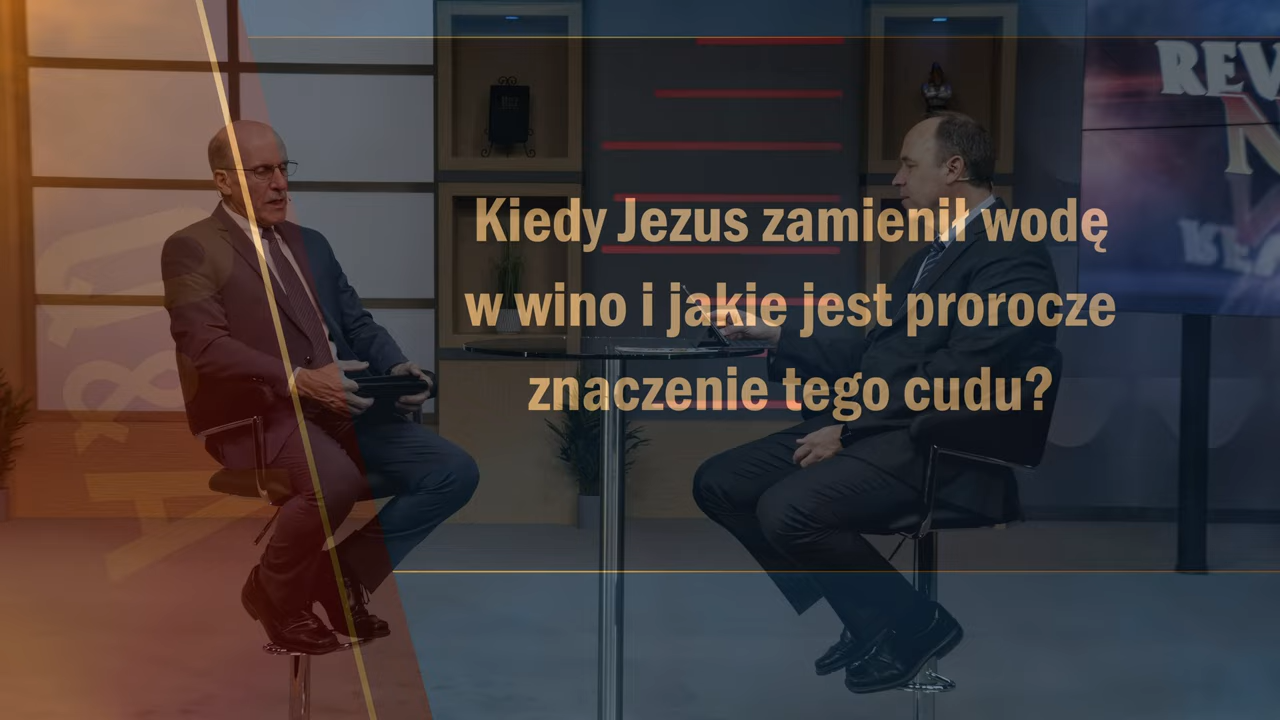 Kiedy Jezus zamienił wodę
w wino i jakie jest prorocze
znaczenie tego cudu?
Q&A